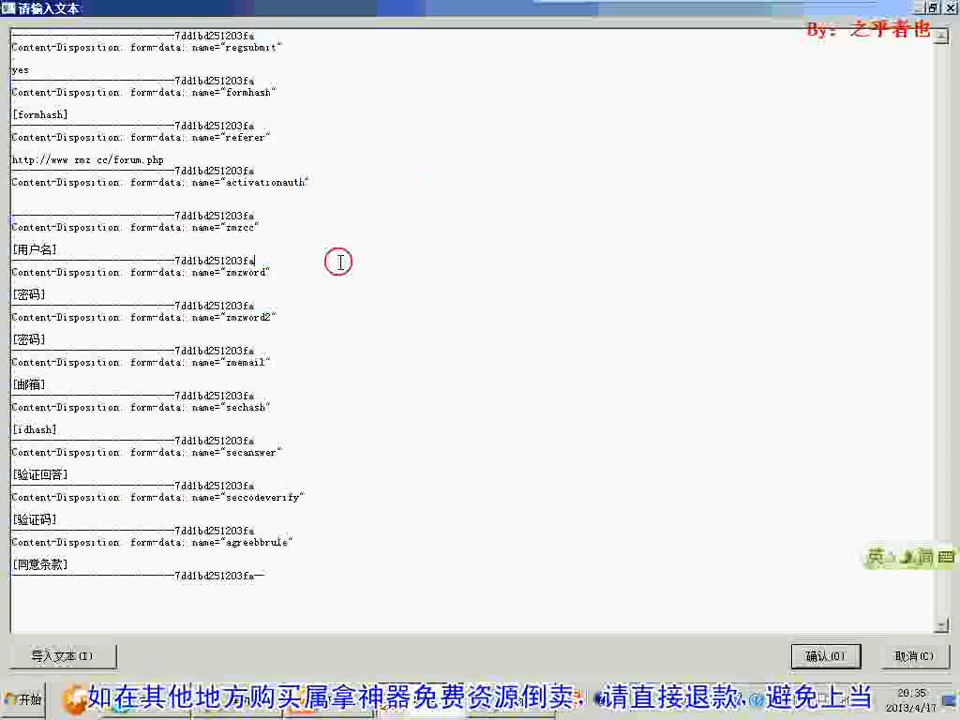 请输入文本
By：之乎者也
-----------------------------7dd1bd251203fa
Content-Disposition: form-data; name="regsubmit"
yes
-----------------------------7dd1bd251203fa
Content-Disposition: form-data; name="formhash"
[formhash]
-----------------------------7dd1bd251203fa
Content-Disposition: form-data; name="referer"
http://www.rmz.cc/forum.php
-----------------------------7dd1bd251203fa
Content-Disposition: form-data; name="activationauth"
-----------------------------7dd1bd251203fa
Content-Disposition: form-data; name="rmzcc"
[用户名]
-----------------------------7dd1bd251203fa
Content-Disposition: form-data; name="rmzword"
[密码]
-----------------------------7dd1bd251203fa
Content-Disposition: form-data; name="rmzword2"
[密码]
-----------------------------7dd1bd251203fa
Content-Disposition: form-data; name="rmemail"
[邮箱]
-----------------------------7dd1bd251203fa
Content-Disposition: form-data; name="sechash"
[idhash]
-----------------------------7dd1bd251203fa
Content-Disposition: form-data; name="secanswer"
[验证回答]
-----------------------------7dd1bd251203fa
Content-Disposition: form-data; name="seccodeverify"
[验证码]
-----------------------------7dd1bd251203fa
Content-Disposition: form-data; name="agreebbrule"
[同意条款]
-----------------------------7dd1bd251203fa--
英 简
导入文本(I)
确认(O)
取消(C)
开始
如在其他地方购买属拿神器免费资源倒卖，请直接退款，避免上当
20:35
2013/4/17